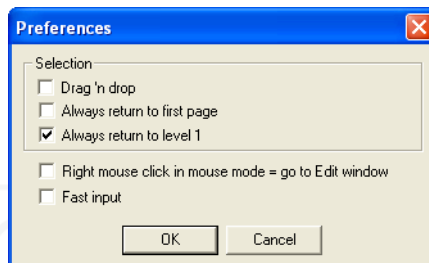 Preferences
Selection
Drag 'n drop
Always return to first page
Always return to level 1
Right mouse click in mouse mode = go to Edit window
Fast input
OK
Cancel